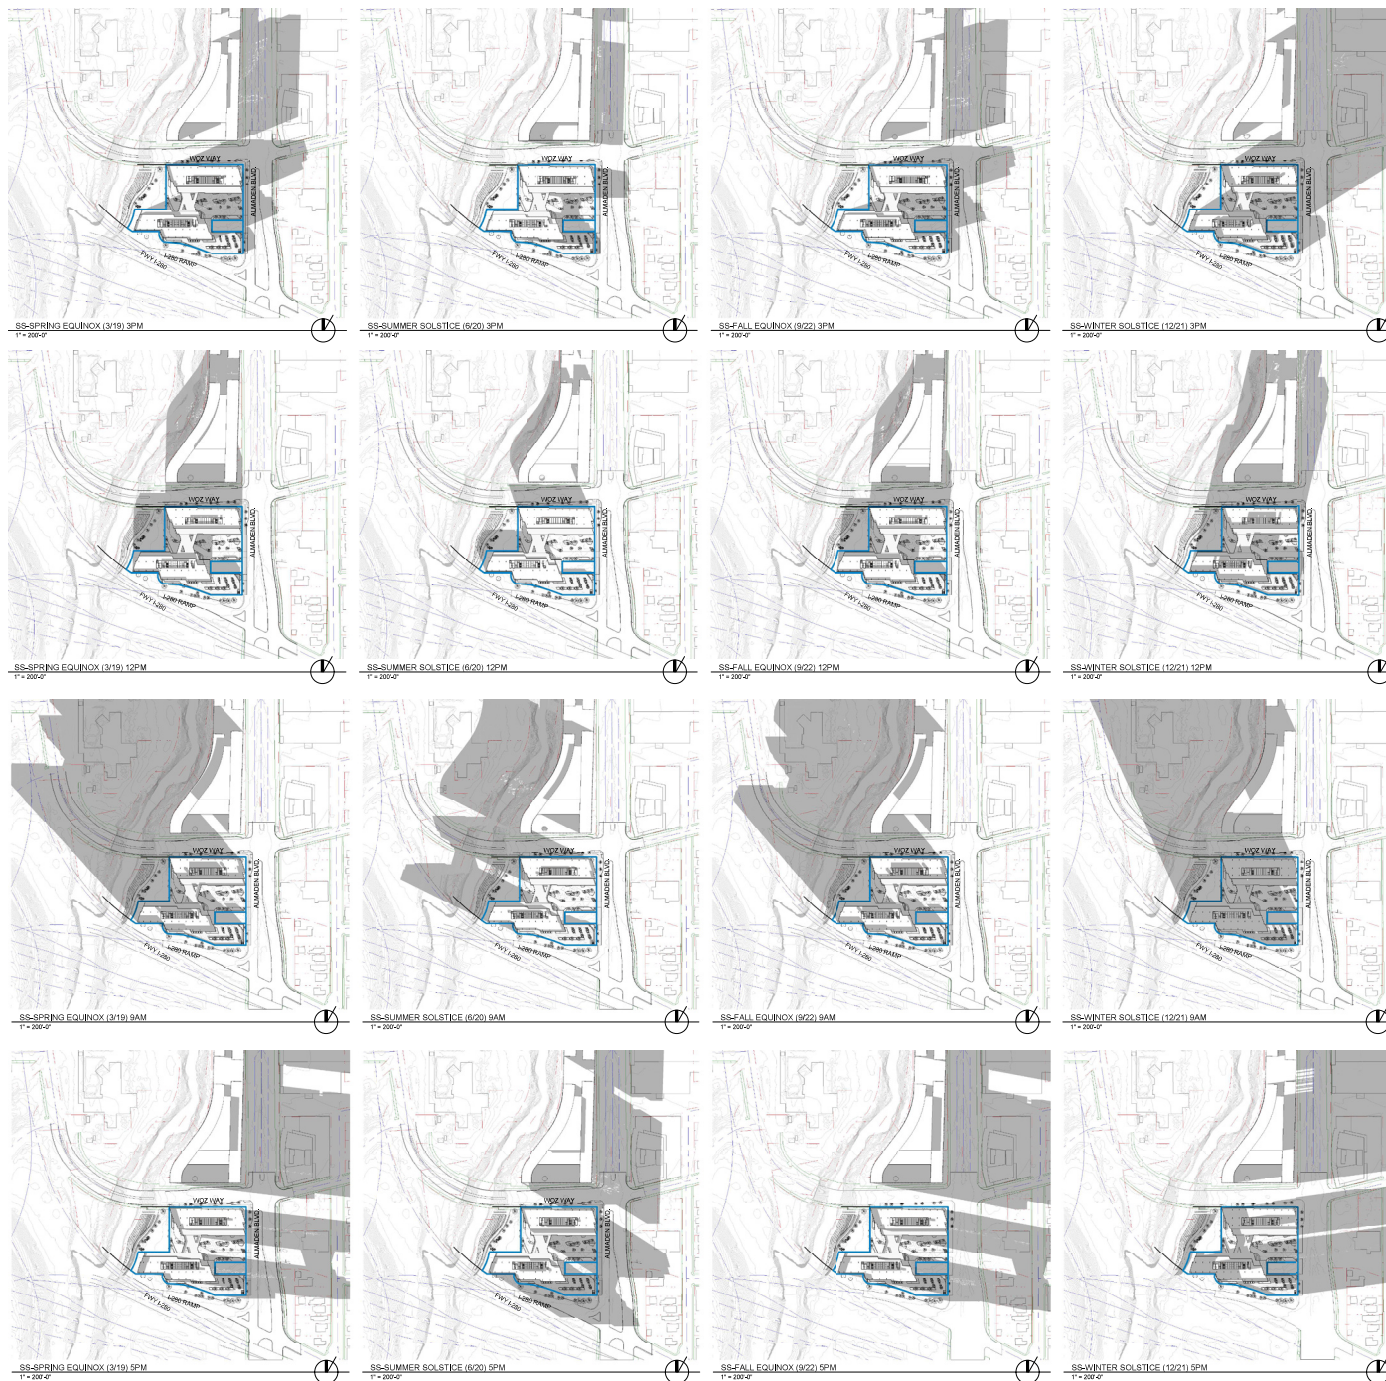 WOZ WAY
ALMADEN BLVD.
FWY I-280
I-280 RAMP
SS-SPRING EQUINOX (3/19) 3PM
1" = 200'-0"
WOZ WAY
ALMADEN BLVD.
FWY I-280
I-280 RAMP
SS-SUMMER SOLSTICE (6/20) 3PM
1" = 200'-0"
WOZ WAY
ALMADEN BLVD.
FWY I-280
I-280 RAMP
SS-FALL EQUINOX (9/22) 3PM
1" = 200'-0"
WOZ WAY
ALMADEN BLVD.
FWY I-280
I-280 RAMP
SS-WINTER SOLSTICE (12/21) 3PM
1" = 200'-0"
WOZ WAY
ALMADEN BLVD.
FWY I-280
I-280 RAMP
SS-SPRING EQUINOX (3/19) 12PM
1" = 200'-0"
WOZ WAY
ALMADEN BLVD.
FWY I-280
I-280 RAMP
SS-SUMMER SOLSTICE (6/20) 12PM
1" = 200'-0"
WOZ WAY
ALMADEN BLVD.
FWY I-280
I-280 RAMP
SS-FALL EQUINOX (9/22) 12PM
1" = 200'-0"
WOZ WAY
ALMADEN BLVD.
FWY I-280
I-280 RAMP
SS-WINTER SOLSTICE (12/21) 12PM
1" = 200'-0"
WOZ WAY
ALMADEN BLVD.
FWY I-280
I-280 RAMP
SS-SPRING EQUINOX (3/19) 9AM
1" = 200'-0"
WOZ WAY
ALMADEN BLVD.
FWY I-280
I-280 RAMP
SS-SUMMER SOLSTICE (6/20) 9AM
1" = 200'-0"
WOZ WAY
ALMADEN BLVD.
FWY I-280
I-280 RAMP
SS-FALL EQUINOX (9/22) 9AM
1" = 200'-0"
WOZ WAY
ALMADEN BLVD.
FWY I-280
I-280 RAMP
SS-WINTER SOLSTICE (12/21) 9AM
1" = 200'-0"
WOZ WAY
ALMADEN BLVD.
FWY I-280
I-280 RAMP
SS-SPRING EQUINOX (3/19) 5PM
1" = 200'-0"
WOZ WAY
ALMADEN BLVD.
FWY I-280
I-280 RAMP
SS-SUMMER SOLSTICE (6/20) 5PM
1" = 200'-0"
SS-FALL EQUINOX (9/22) 5PM
1" = 200'-0"
SS-WINTER SOLSTICE (12/21) 5PM
1" = 200'-0"